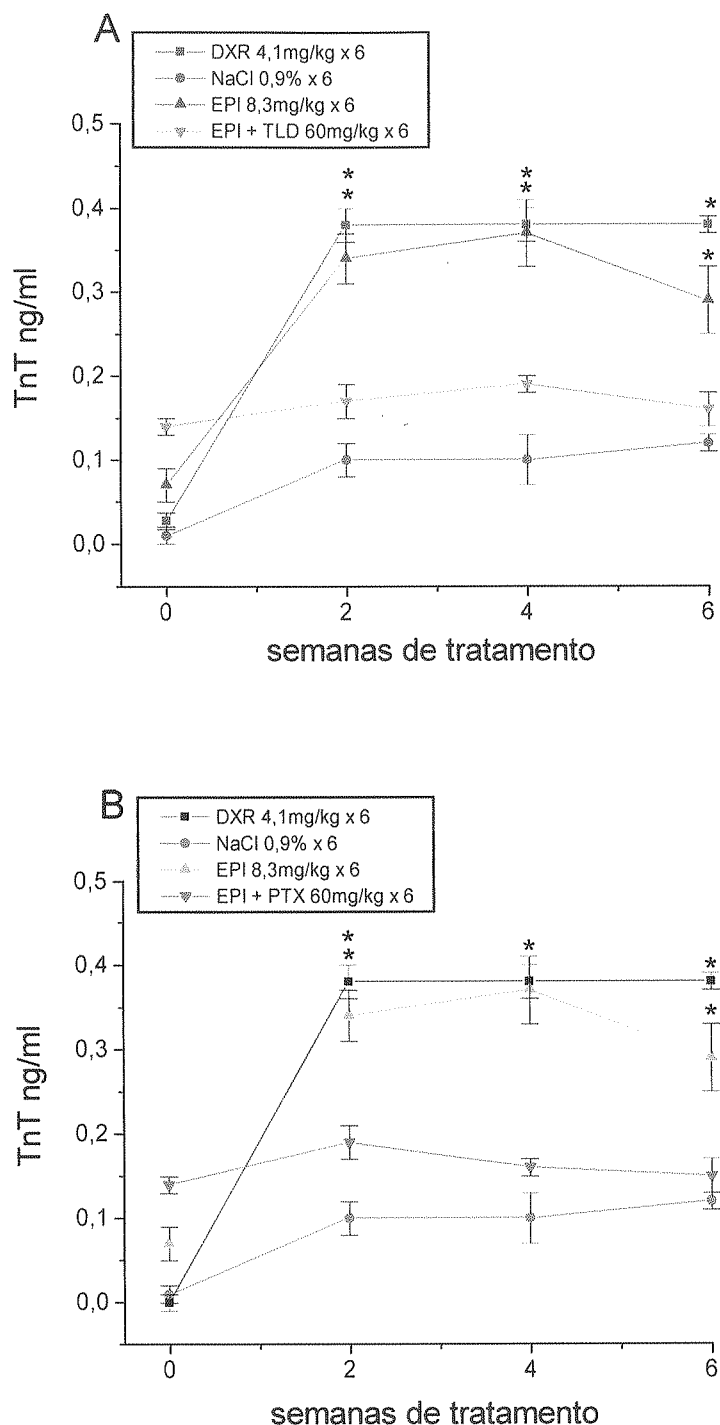 A
DXR 4,1mg/kg x 6
NaCl 0,9% x 6
EPI 8,3mg/kg x 6
EPI + TLD 60mg/kg x 6
0,5
0,4
0,3
0,2
0,1
0,0
TnT ng/ml
* * * *
* *
0 2 4 6
semanas de tratamento
B
DXR 4,1mg/kg x 6
NaCl 0,9% x 6
EPI 8,3mg/kg x 6
EPI + PTX 60mg/kg x 6
0,5
0,4
0,3
0,2
0,1
0,0
TnT ng/ml
* * *
* *
0 2 4 6
semanas de tratamento